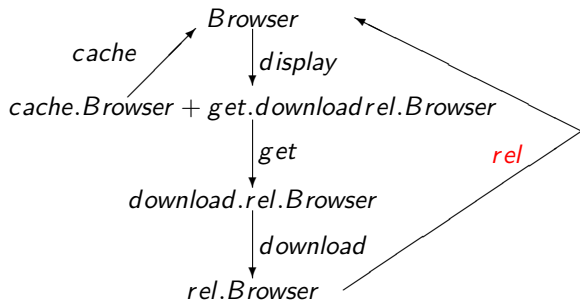 Browser
cache
display
cache.Browser + get.downloadrel.Browser
get
rel
download.rel.Browser
download
rel.Browser